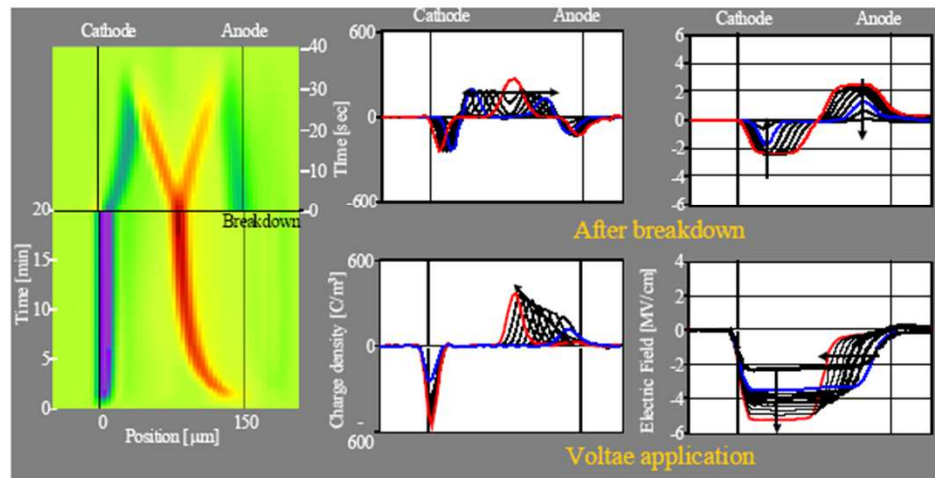 Cathode Anode
40
30
20
10
0
TIme [sec]
Breakdown
20
15
10
5
0
Time [min]
0 150
Position [μm]
Cathode Anode
600
0
-600
Cathode Anode
6
4
2
0
-2
-4
-6
After breakdown
600
0
-
600
Charge density [C/m³]
4
2
0
-2
-4
-6
Electric Field [MV/cm]
Voltae application